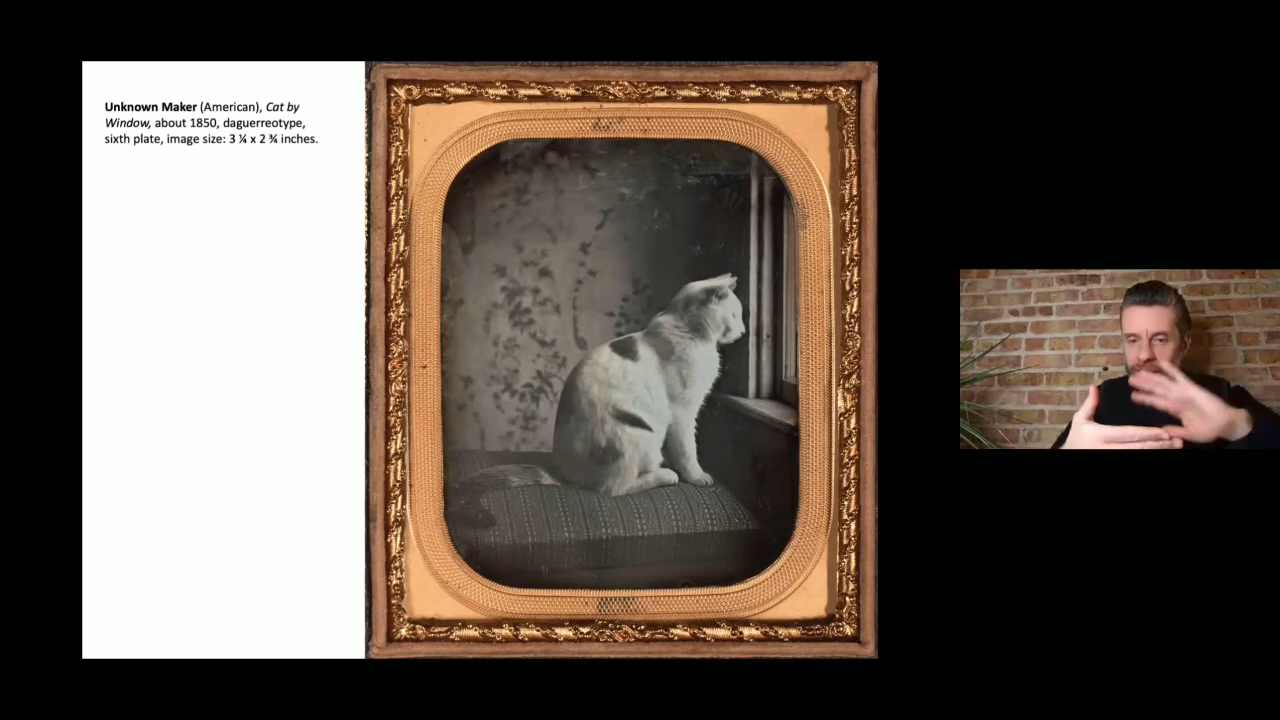 Unknown Maker (American), Cat by
Window, about 1850, daguerreotype,
sixth plate, image size: 3 ¼ x 2 ¾ inches.